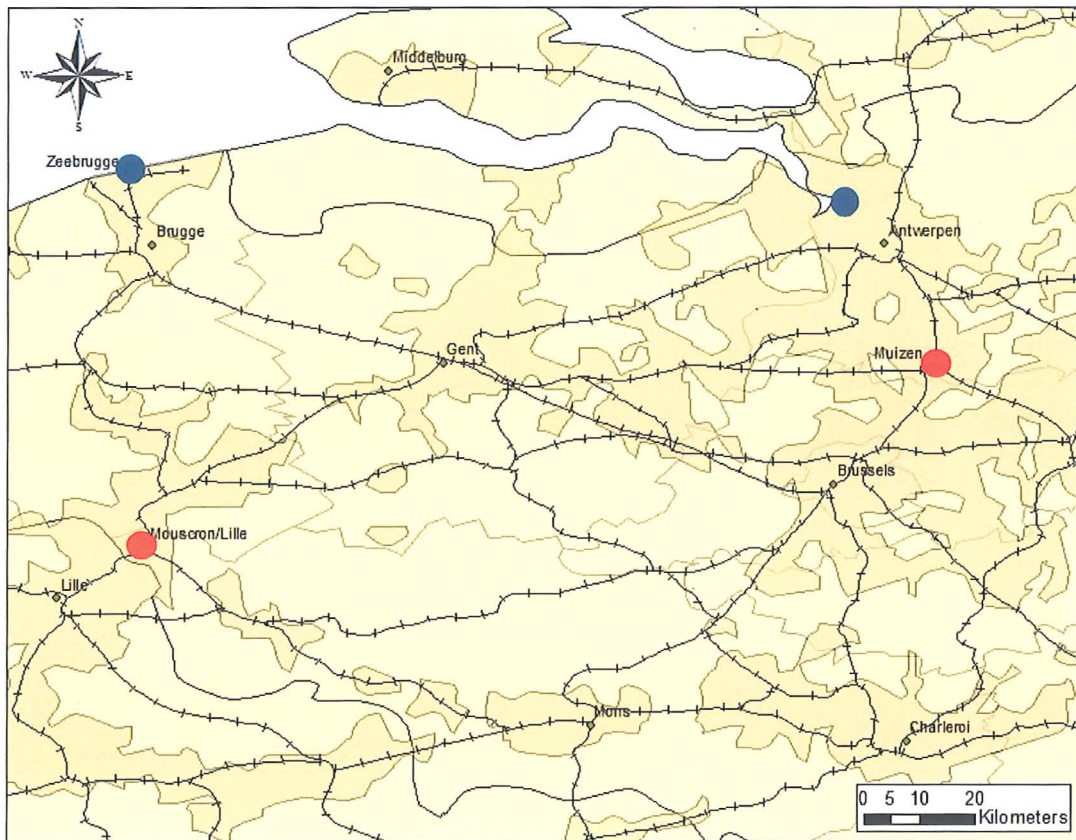 N
W E
S
Middelburg
Zeebrugge
Brugge
Antwerpen
Gent
Muizen
Brussels
Mouscron/Lille
Lille
Mons
Charleroi
0 5 10 20
Kilometers